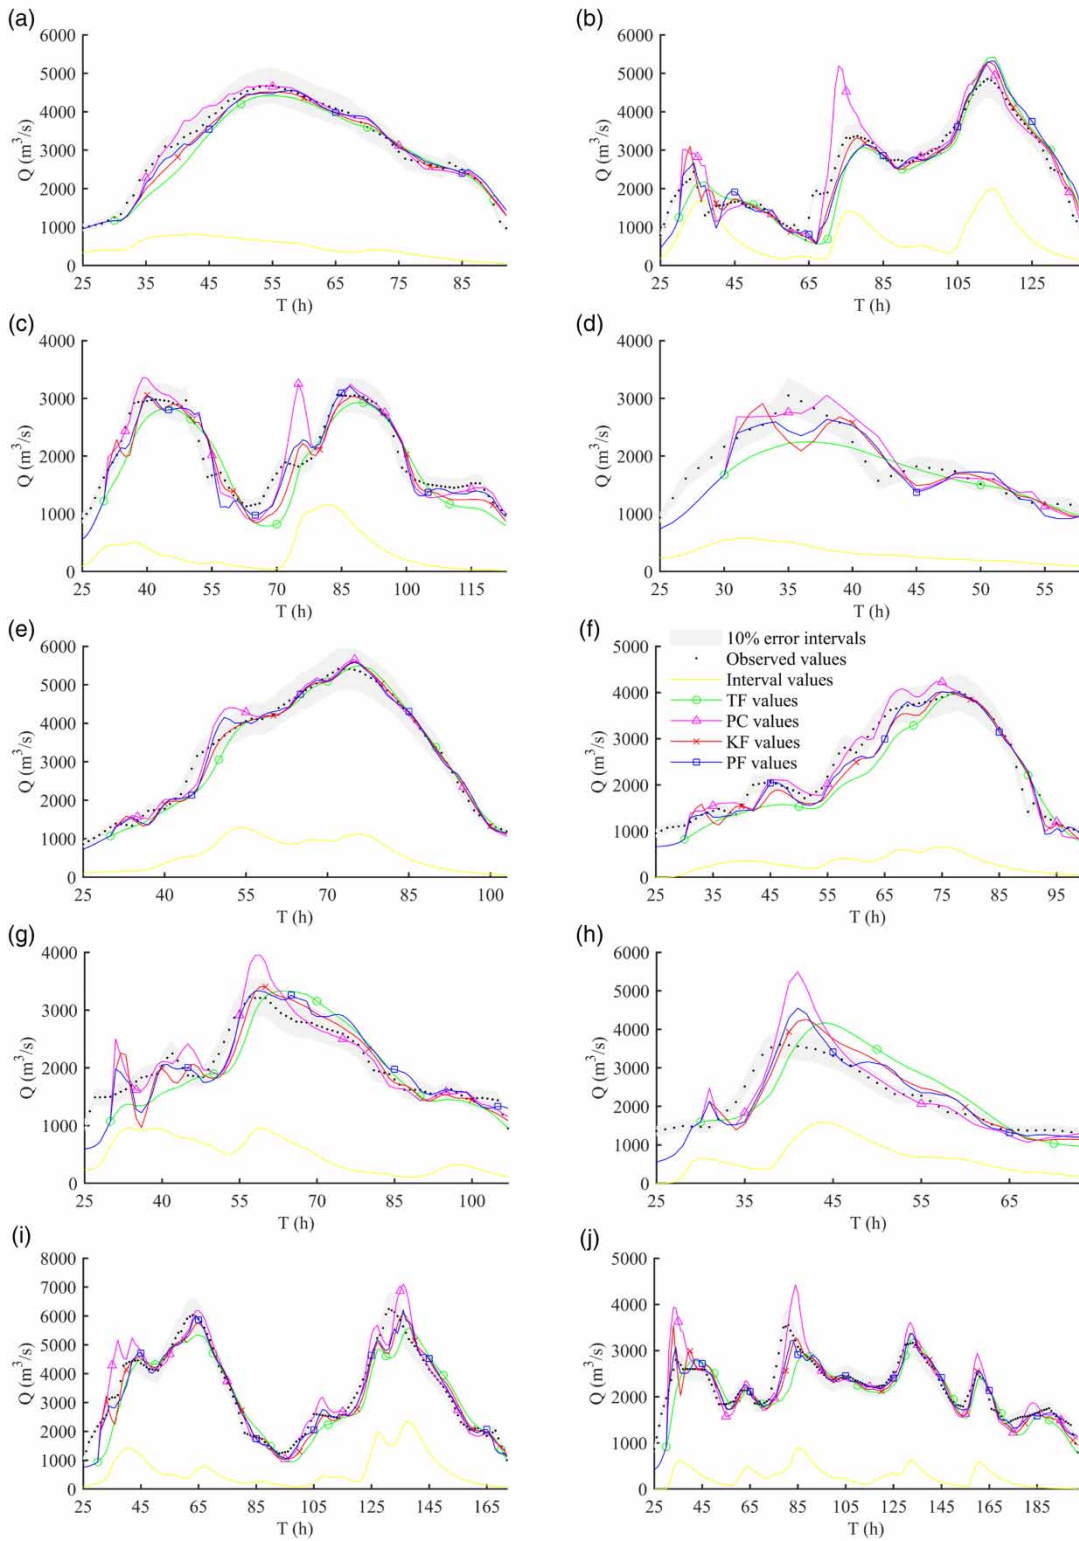 (a)
(b)
6000
5000
4000
3000
2000
1000
0
Q (m³/s)
25 35 45 55 65 75 85
T (h)
6000
5000
4000
3000
2000
1000
0
Q (m³/s)
25 45 65 85 105 125
T (h)
(c)
(d)
4000
3000
2000
1000
0
Q (m³/s)
25 40 55 70 85 100 115
T (h)
4000
3000
2000
1000
0
Q (m³/s)
25 30 35 40 45 50 55
T (h)
(e)
(f)
6000
5000
4000
3000
2000
1000
0
Q (m³/s)
25 40 55 70 85 100
T (h)
10% error intervals
Observed values
Interval values
TF values
PC values
KF values
PF values
5000
4000
3000
2000
1000
0
Q (m³/s)
25 35 45 55 65 75 85 95
T (h)
(g)
(h)
4000
3000
2000
1000
0
Q (m³/s)
25 40 55 70 85 100
T (h)
6000
5000
4000
3000
2000
1000
0
Q (m³/s)
25 35 45 55 65
T (h)
(i)
(j)
8000
7000
6000
5000
4000
3000
2000
1000
0
Q (m³/s)
25 45 65 85 105 125 145 165
T (h)
5000
4000
3000
2000
1000
0
Q (m³/s)
25 45 65 85 105 125 145 165 185
T (h)